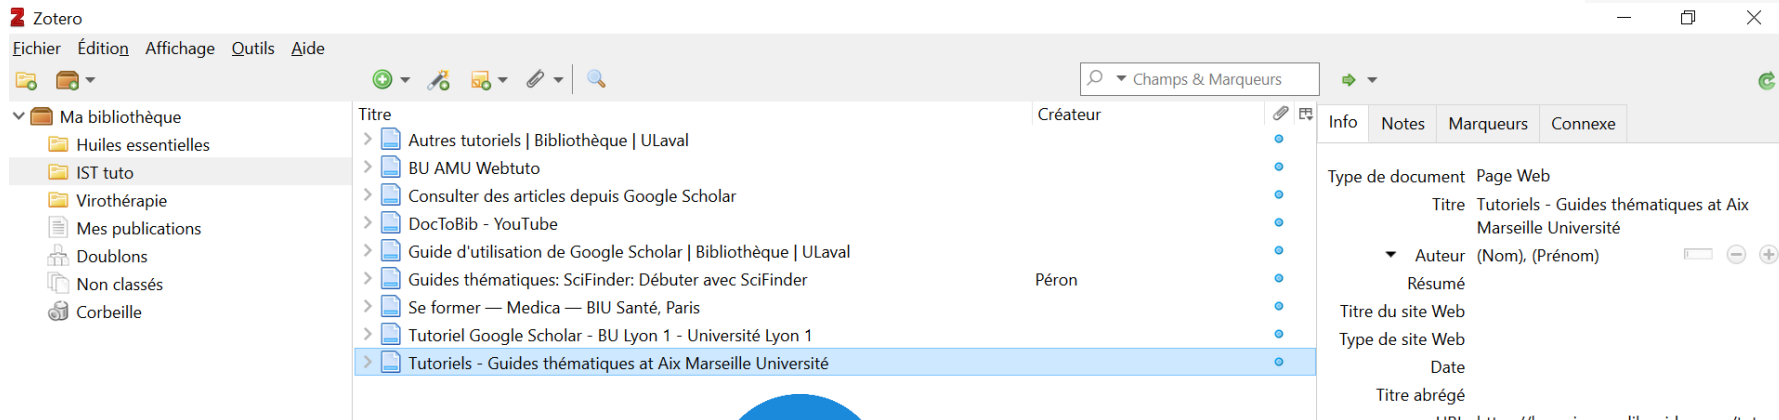 Zotero
Fichier Édition Affichage Outils Aide
Champs & Marqueurs
Ma bibliothèque
Huiles essentielles
IST tuto
Virothérapie
Mes publications
Doublons
Non classés
Corbeille
Titre Créateur
Autres tutoriels | Bibliothèque | ULaval
BU AMU Webtuto
Consulter des articles depuis Google Scholar
DocToBib - YouTube
Guide d'utilisation de Google Scholar | Bibliothèque | ULaval
Guides thématiques: SciFinder: Débuter avec SciFinder Péron
Se former — Medica — BIU Santé, Paris
Tutoriel Google Scholar - BU Lyon 1 - Université Lyon 1
Tutoriels - Guides thématiques at Aix Marseille Université
Info Notes Marqueurs Connexe
Type de document Page Web
Titre Tutoriels - Guides thématiques at Aix
Marseille Université
Auteur (Nom), (Prénom)
Résumé
Titre du site Web
Type de site Web
Date
Titre abrégé